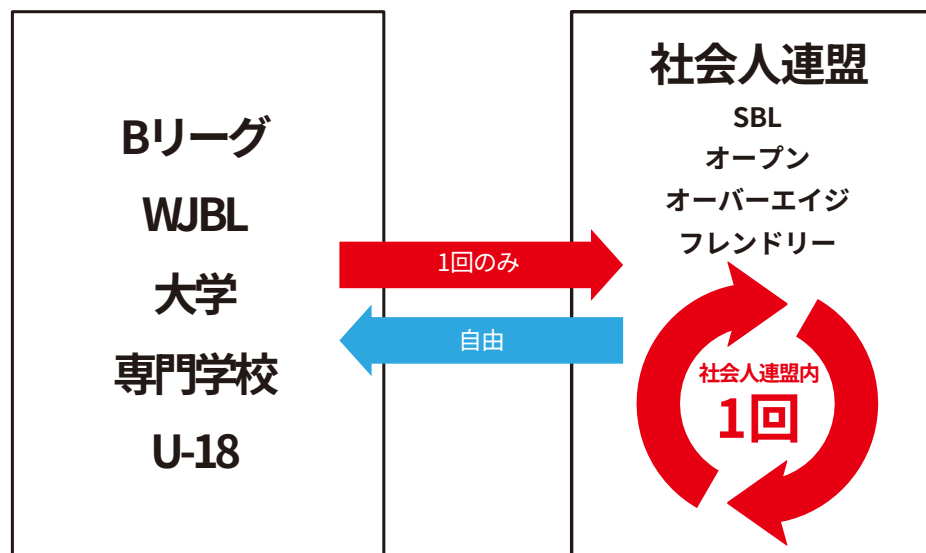 Bリーグ
WJBL
大学
専門学校
U-18
1回のみ
自由
社会人連盟
SBL
オープン
オーバーエイジ
フレンドリー
社会人連盟内
1回